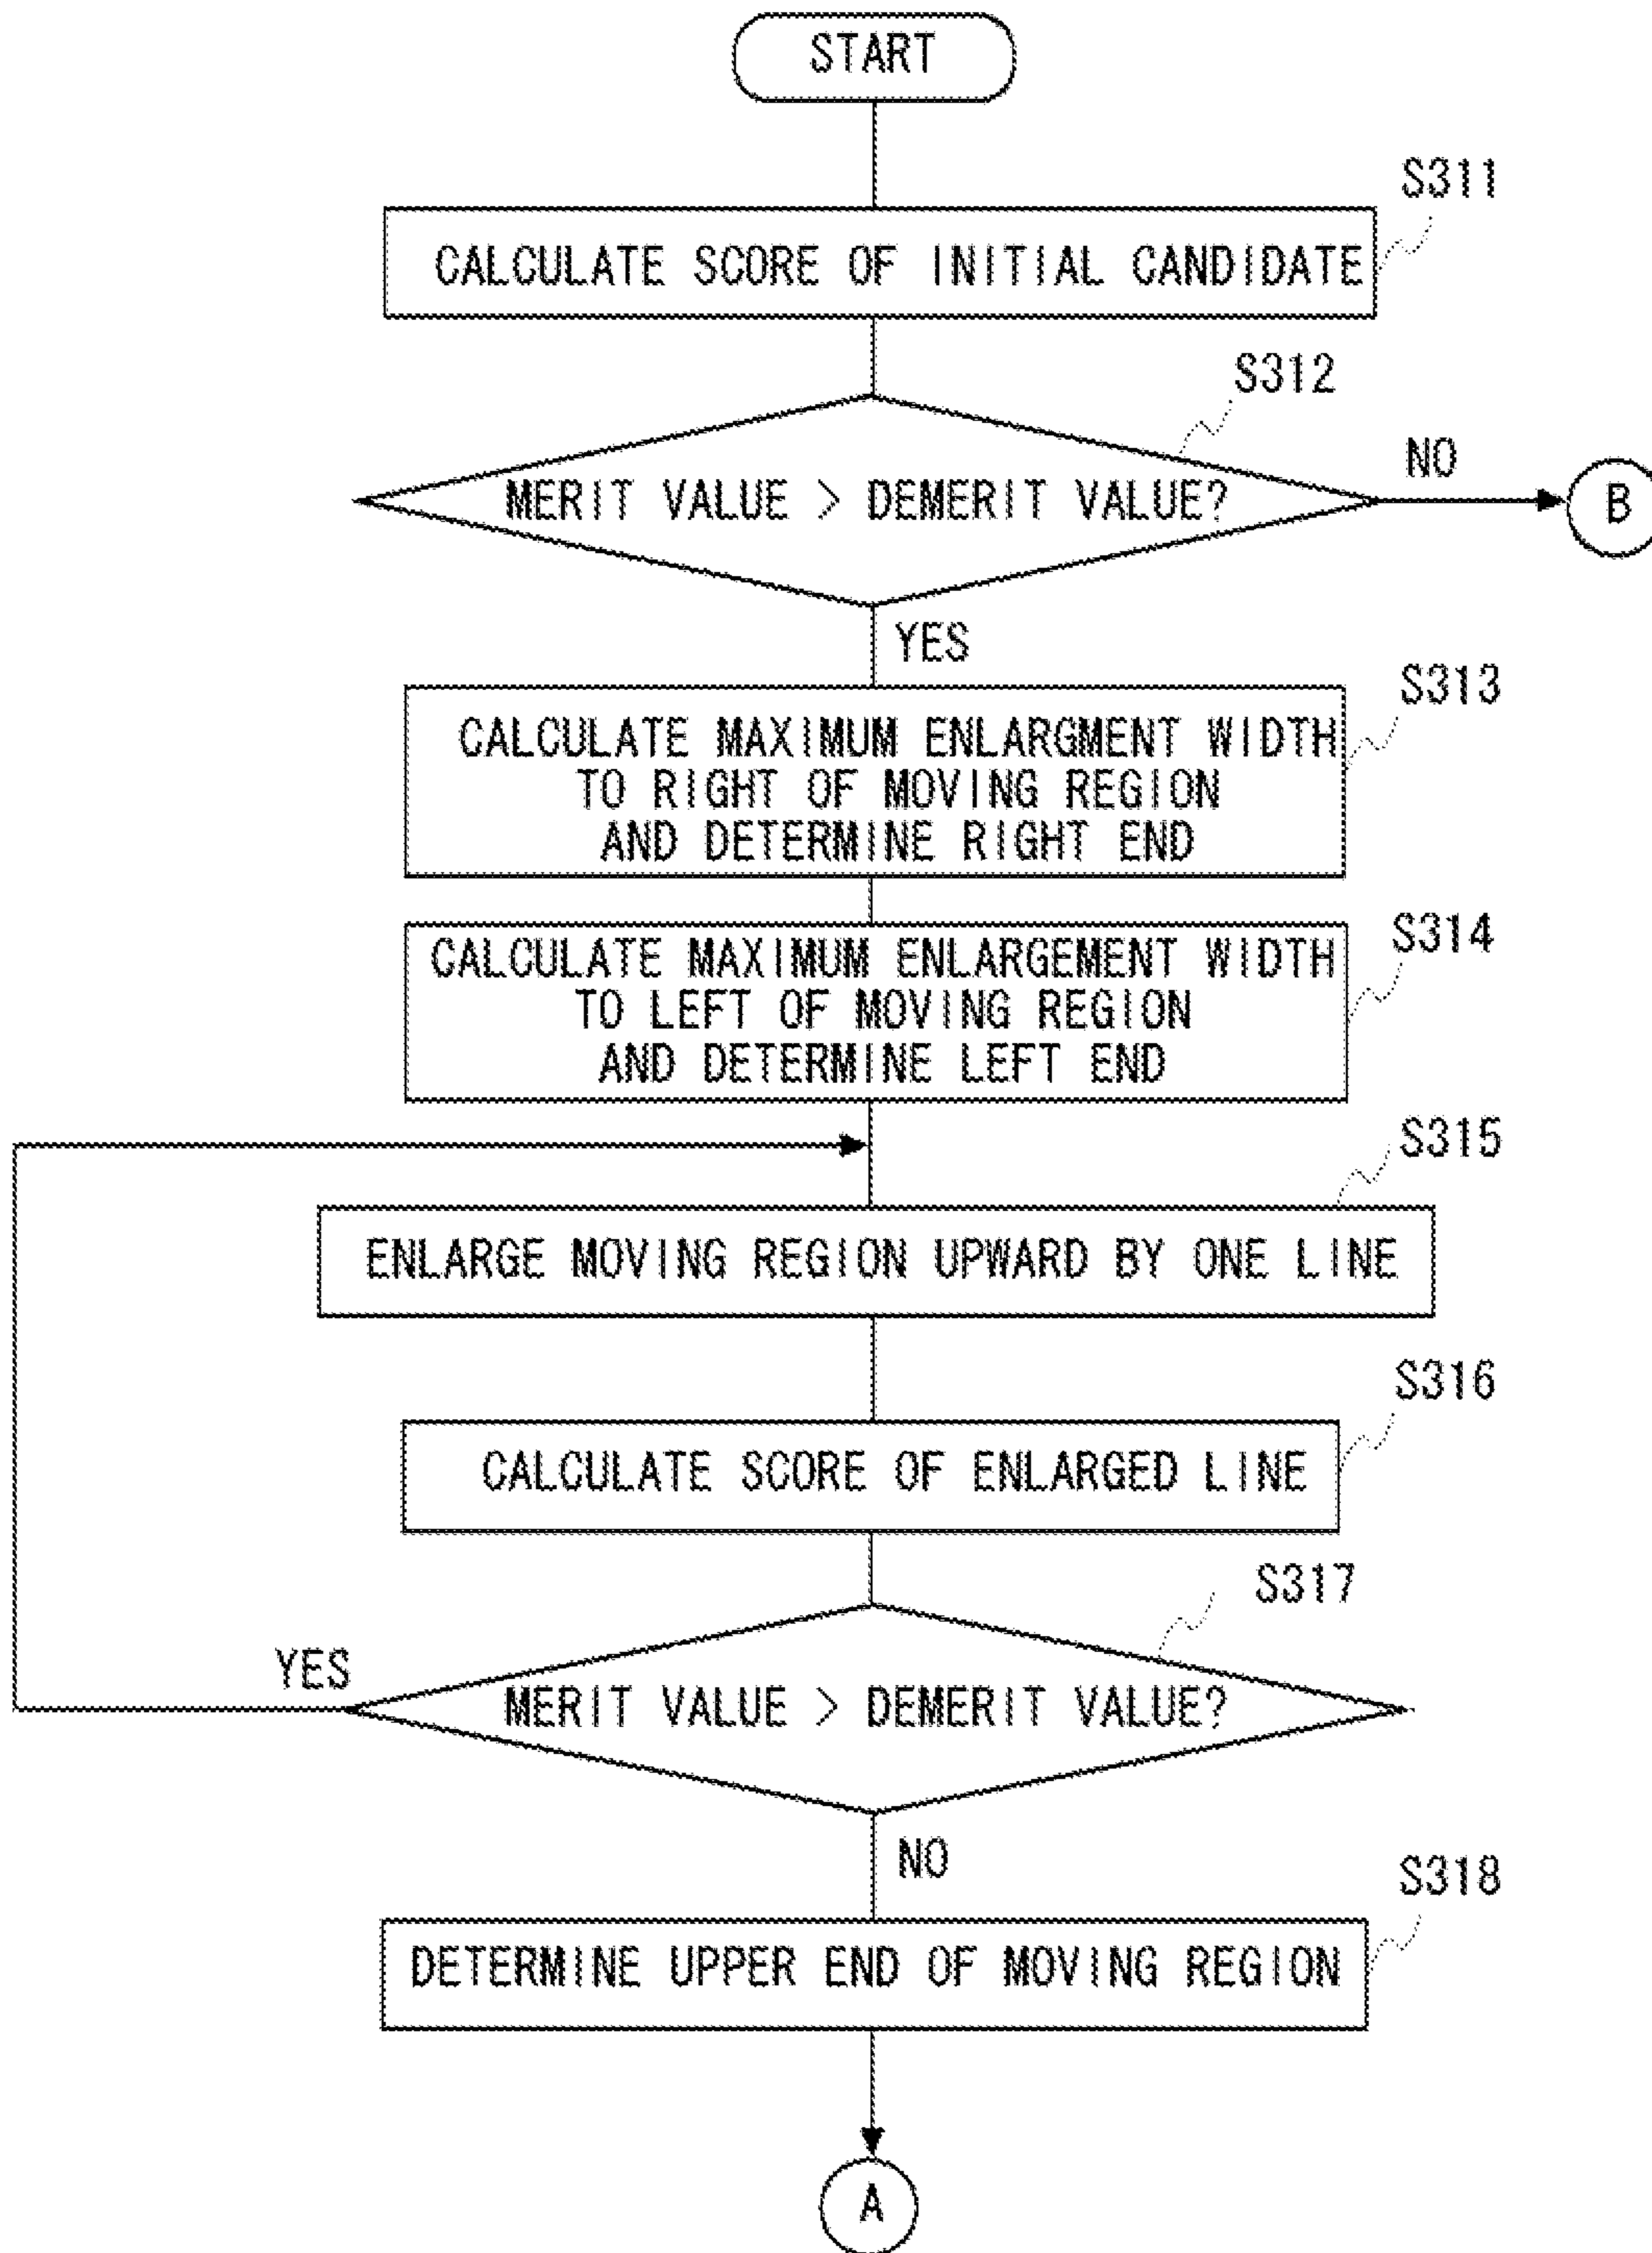 START
S311
CALCULATE SCORE OF INITIAL CANDIDATE
S312
MERIT VALUE > DEMERIT VALUE?
NO
B
YES
S313
CALCULATE MAXIMUM ENLARGMENT WIDTH
TO RIGHT OF MOVING REGION
AND DETERMINE RIGHT END
S314
CALCULATE MAXIMUM ENLARGEMENT WIDTH
TO LEFT OF MOVING REGION
AND DETERMINE LEFT END
S315
ENLARGE MOVING REGION UPWARD BY ONE LINE
S316
CALCULATE SCORE OF ENLARGED LINE
S317
YES
MERIT VALUE > DEMERIT VALUE?
NO
S318
DETERMINE UPPER END OF MOVING REGION
A